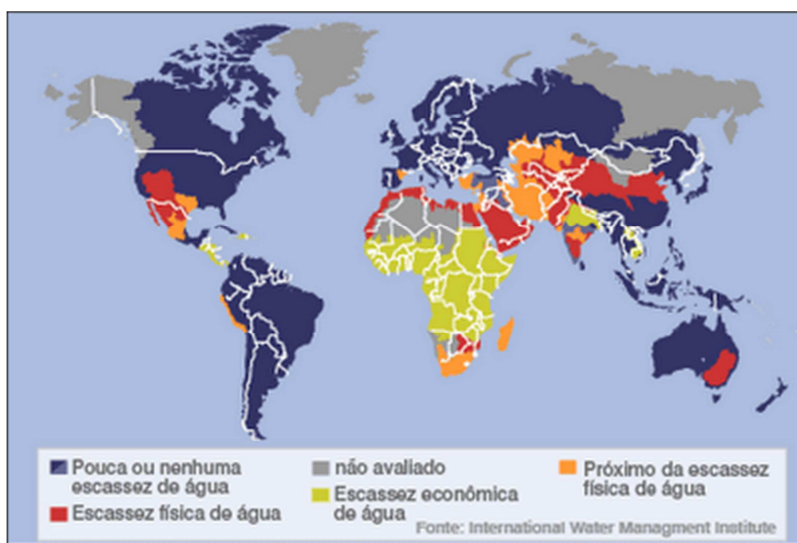 Pouca ou nenhuma
escassez de água
Escassez física de água
não avaliado
Escassez econômica
de água
Próximo da escassez
física de água
Fonte: International Water Managment Institute